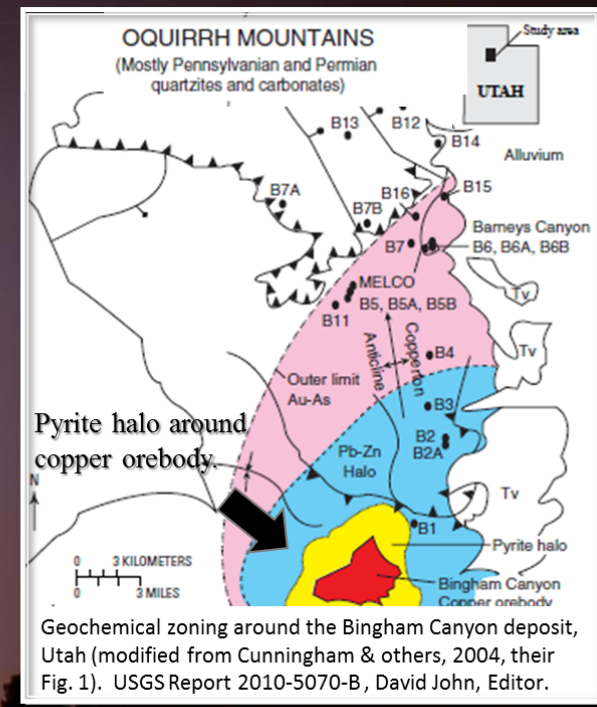 OQUIRRH MOUNTAINS
(Mostly Pennsylvanian and Permian
quartzites and carbonates)
Study area
UTAH
B13
B12
B14
Alluvium
B7A
B16
B15
B7B
Barneys Canyon
B7
B6, B6A, B6B
MELCO
B5, B5A, B5B
Tv
B11
Anticline
Copperton
B4
Tv
Outer limit
Au-As
B3
Pyrite halo around
copper orebody.
B2
B2A
Pb-Zn
Halo
N
Tv
B1
Pyrite halo
0 3 KILOMETERS
0 3 MILES
Bingham Canyon
Copper orebody
Geochemical zoning around the Bingham Canyon deposit,
Utah (modified from Cunningham & others, 2004, their
Fig. 1). USGS Report 2010-5070-B , David John, Editor.